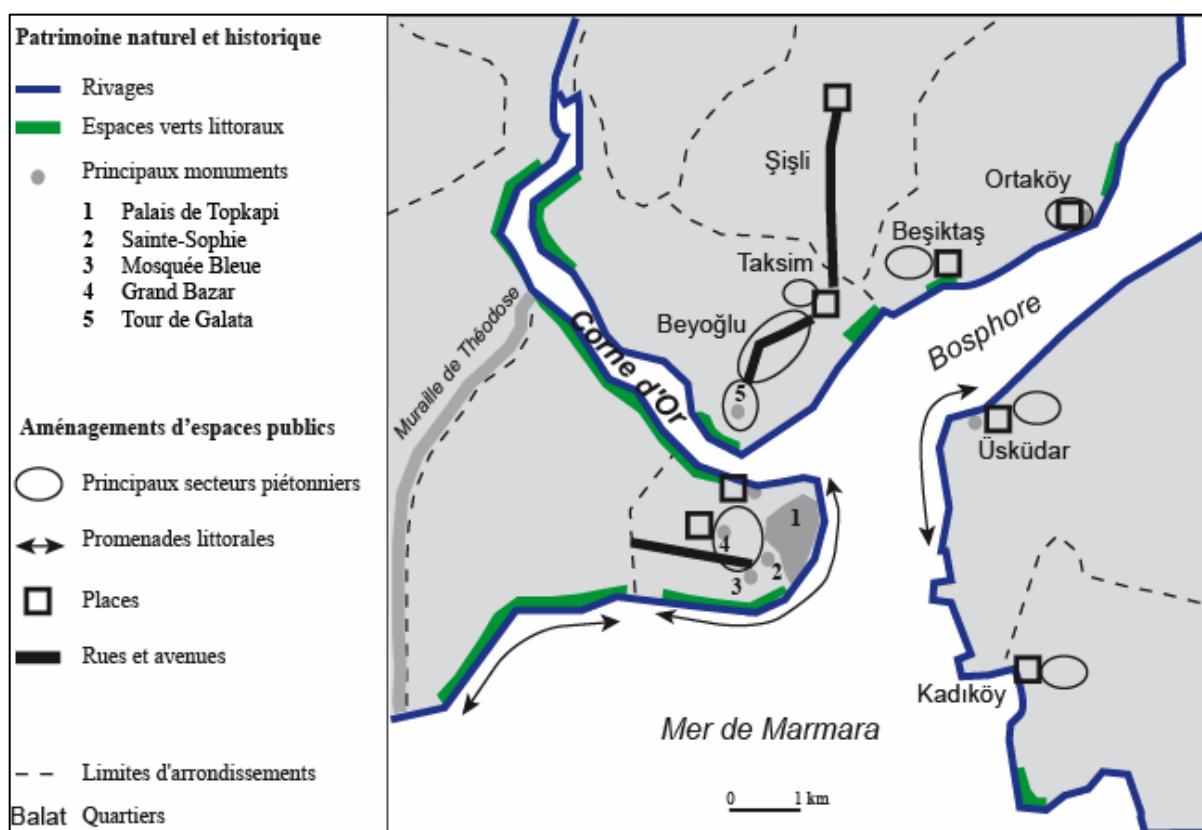 Patrimoine naturel et historique
Rivages
Espaces verts littoraux
Principaux monuments
1 Palais de Topkapi
2 Sainte-Sophie
3 Mosquée Bleue
4 Grand Bazar
5 Tour de Galata
Aménagements d'espaces publics
Principaux secteurs piétonniers
Promenades littorales
Places
Rues et avenues
Limites d'arrondissements
Balat Quartiers
Şişli
Ortaköy
Beşiktaş
Taksim
Beyoğlu
Bosphore
Corne d'Or
Muraille de Théodose
5
Üsküdar
1
4
2
3
Kadıköy
Mer de Marmara
0 1 km